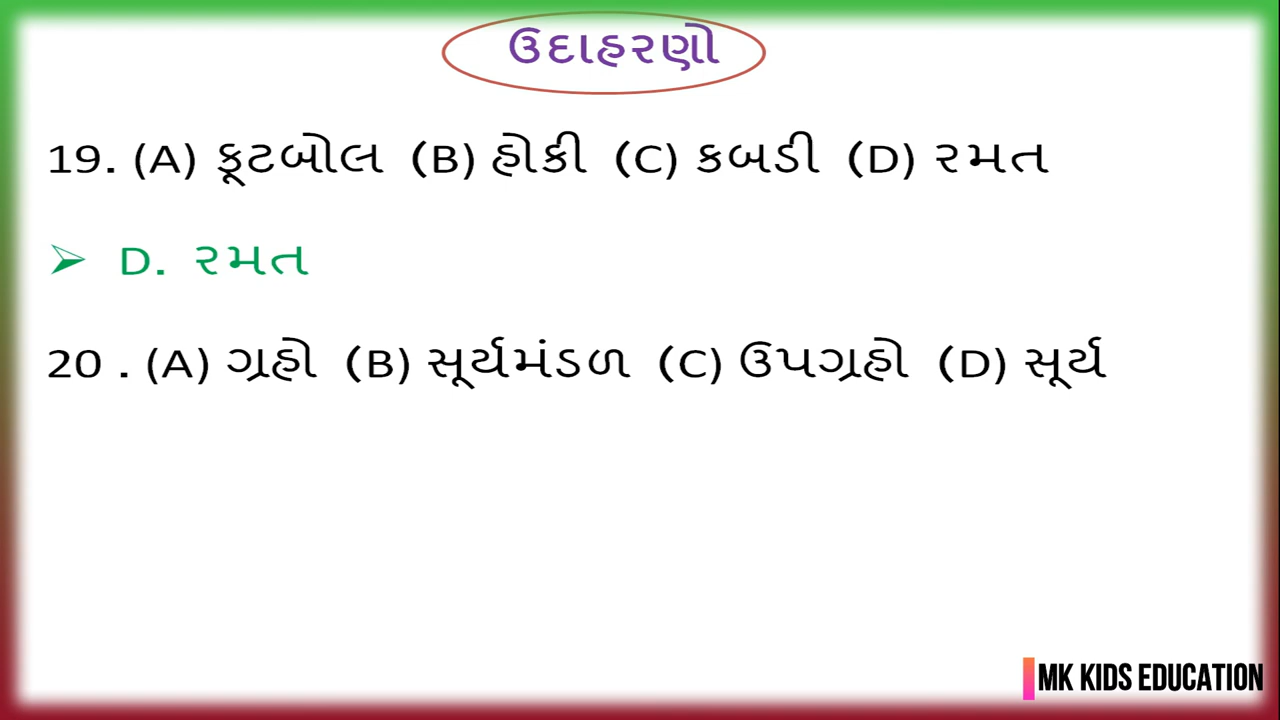 ઉદાહરણો
19. (A) ફૂટબોલ (B) હોકી (C) કબડી (D) રમત
➢ D. રમત
20 . (A) ગ્રહો (B) સૂર્યમંડળ (C) ઉપગ્રહો (D) સૂર્ય
MK KIDS EDUCATION